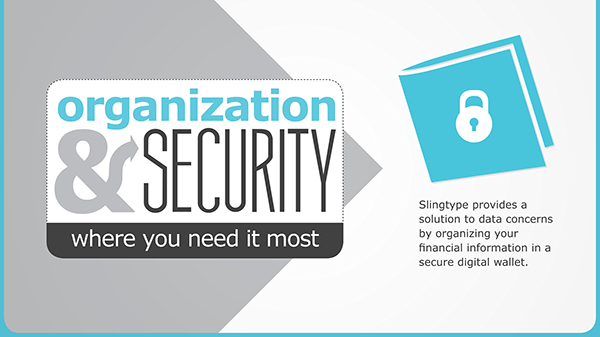 organization
& SECURITY
where you need it most
Slingtype provides a
solution to data concerns
by organizing your
financial information in a
secure digital wallet.